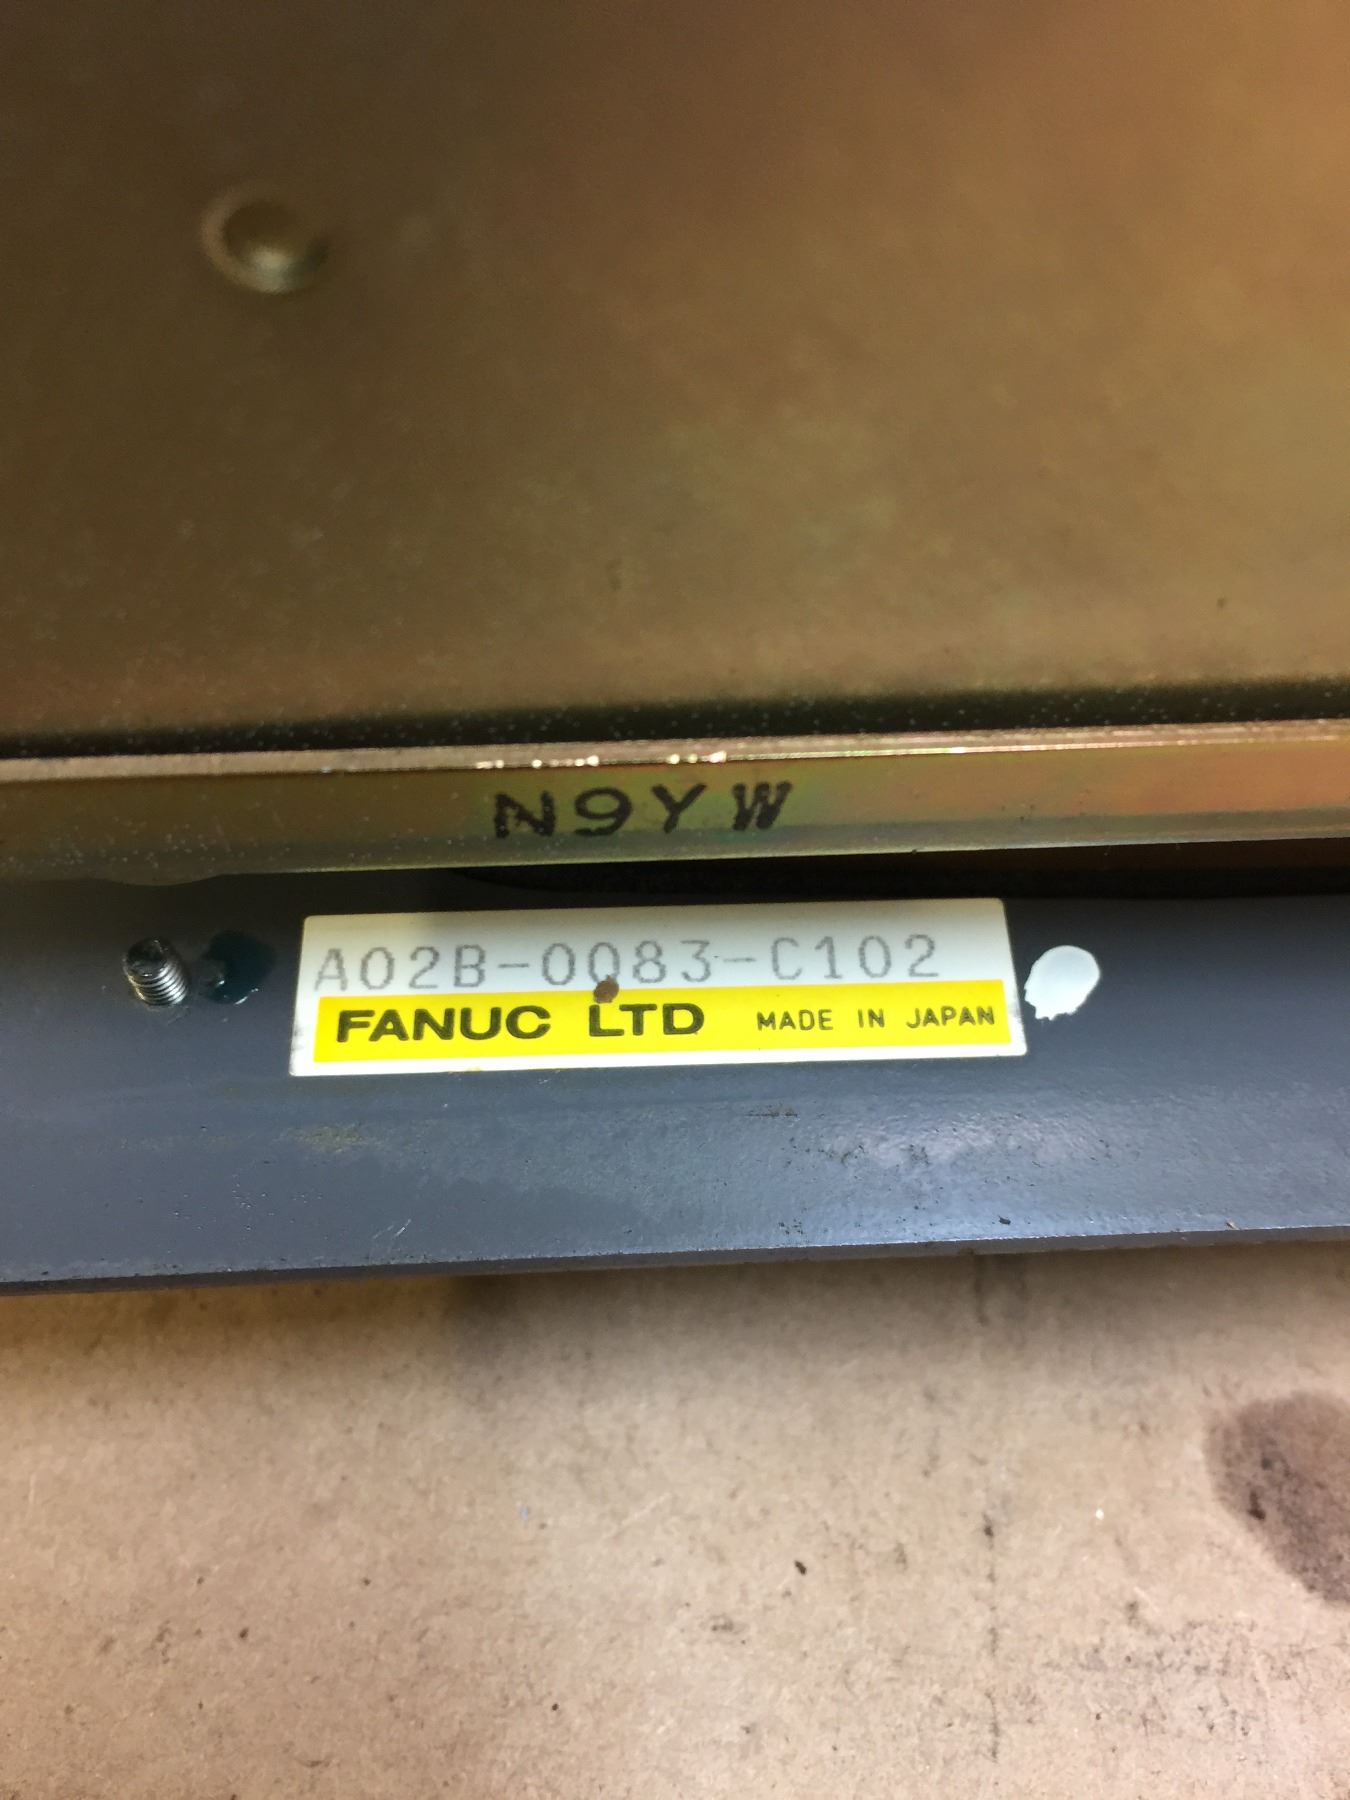 N9YW
A02B-0083-C102
FANUC LTD MADE IN JAPAN